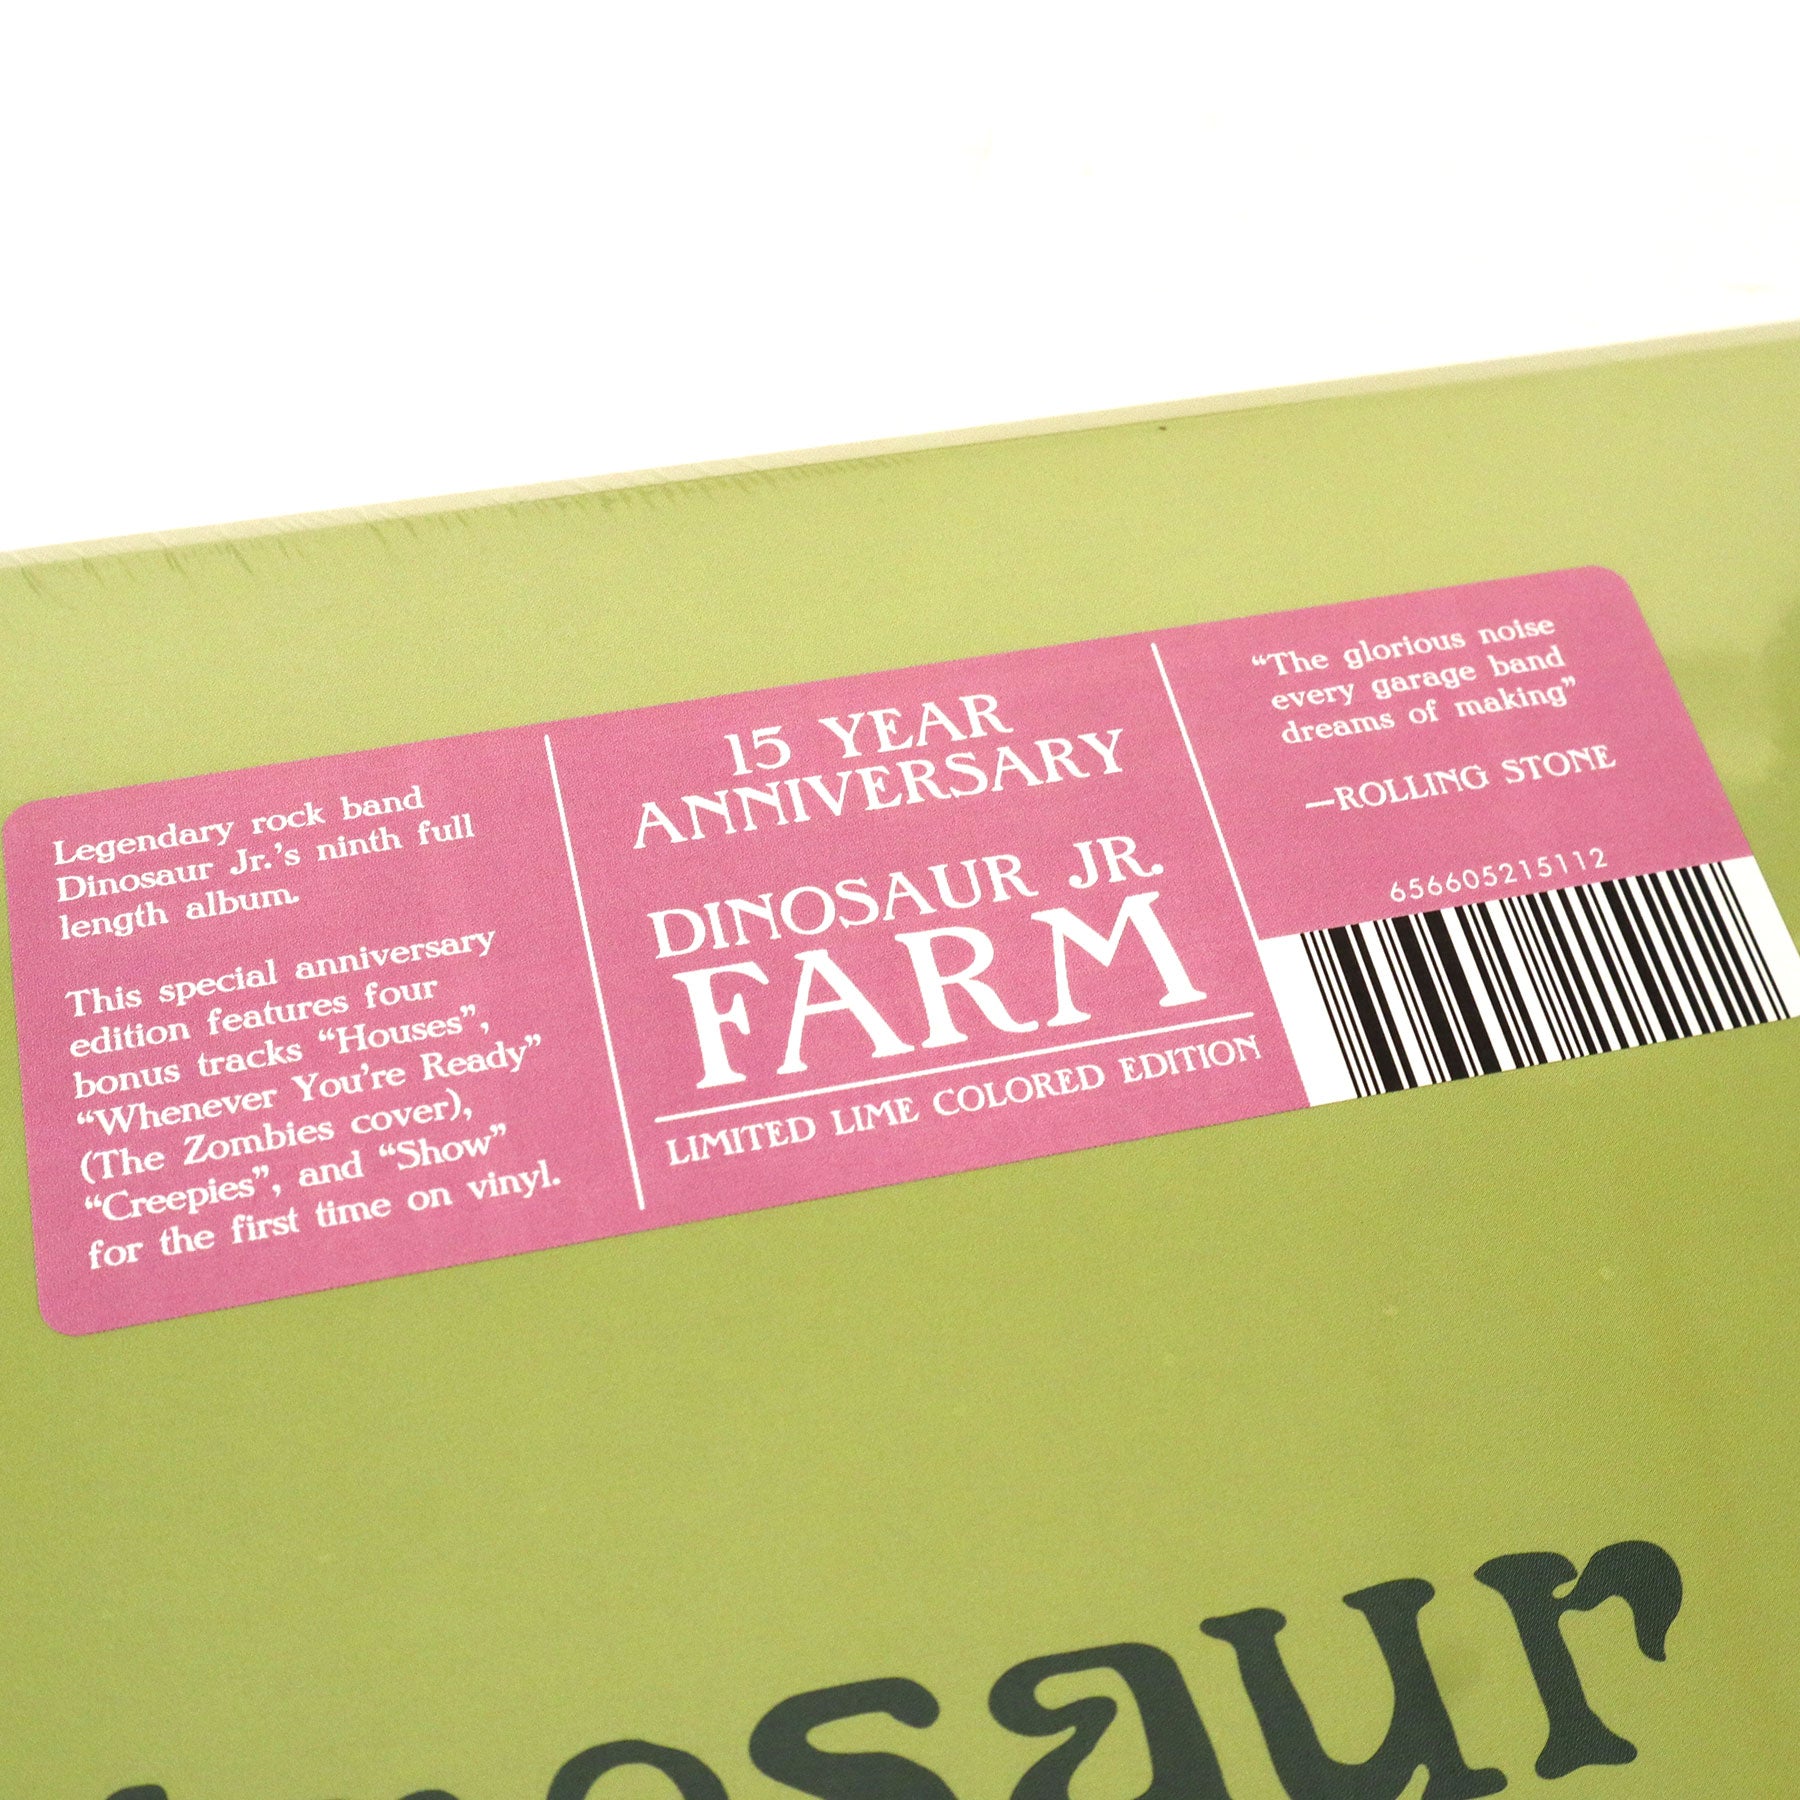 Legendary rock band
Dinosaur Jr.'s ninth full
length album.
This special anniversary
edition features four
bonus tracks “Houses”,
“Whenever You’re Ready”
(The Zombies cover),
“Creepies”, and “Show”
for the first time on vinyl.
15 YEAR
ANNIVERSARY
DINOSAUR JR.
FARM
LIMITED LIME COLORED EDITION
“The glorious noise
every garage band
dreams of making”
—ROLLING STONE
656605215112
nosaur